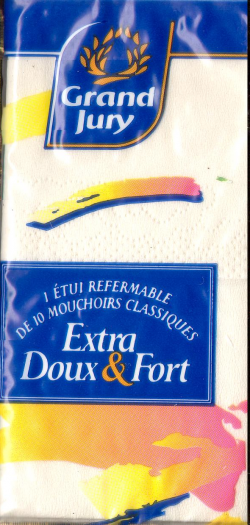 Grand
Jury
1 ÉTUI REFERMABLE
DE 10 MOUCHOIRS CLASSIQUES
Extra
Doux & Fort